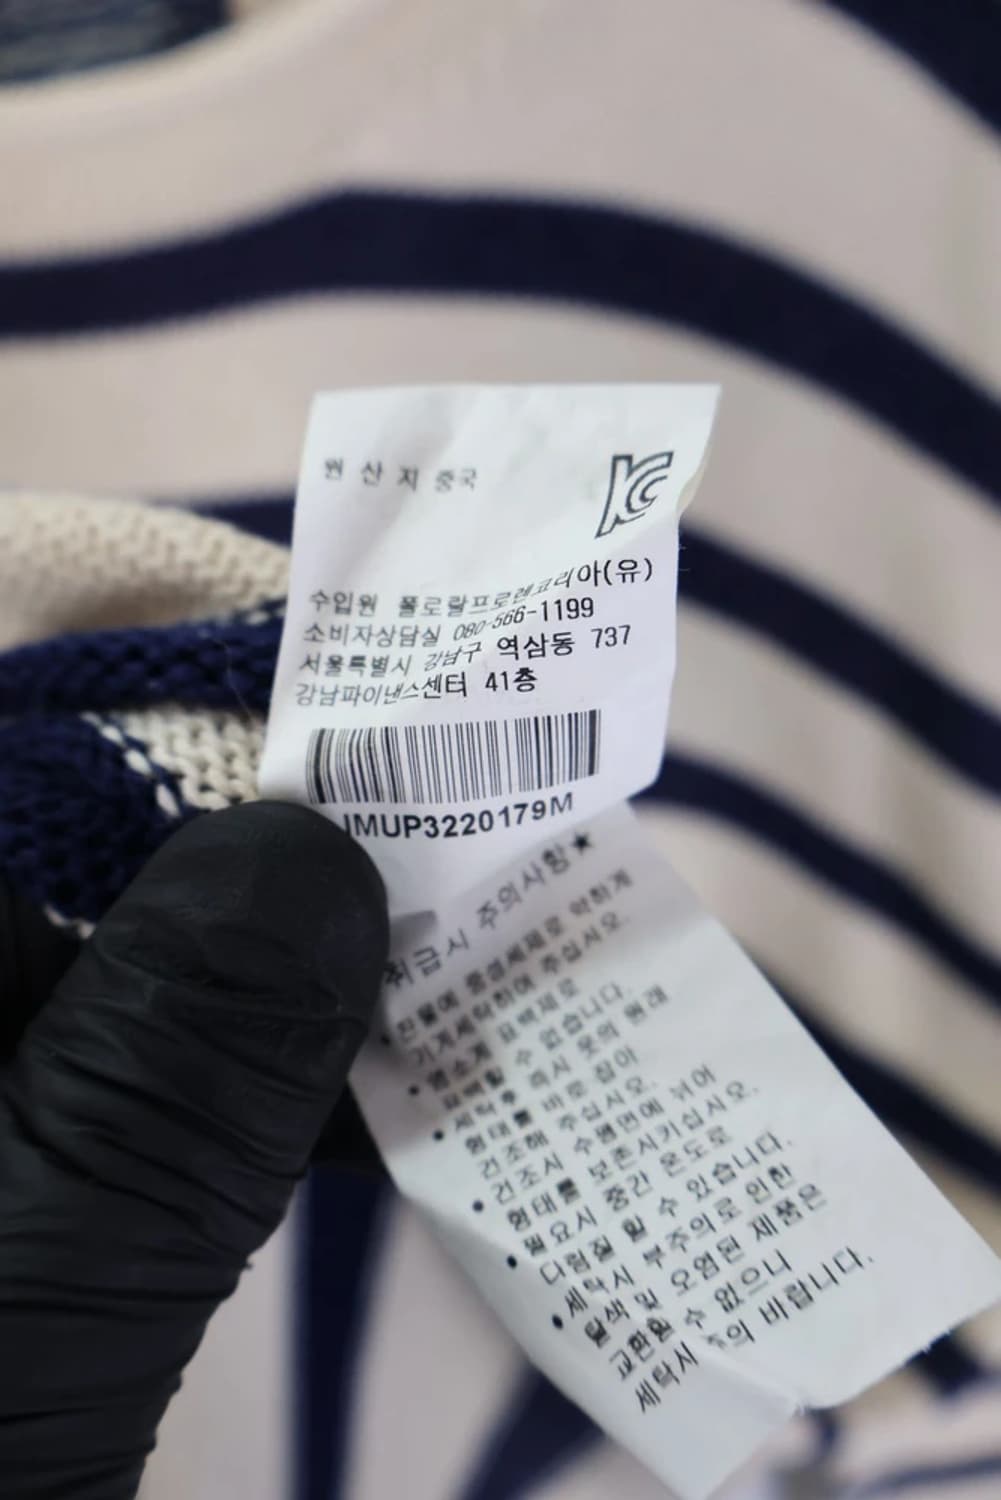 원 산 지 중국
KC
수입원 폴로랄프로렌코리아(유)
소비자상담실 080-566-1199
서울특별시 강남구 역삼동 737
강남파이낸스센터 41층
JMUP3220179M
취급시 주의사항★
• 찬물에 중성세제로 약하게
기계세탁하여 주십시오.
• 염소계 표백제로
표백할 수 없습니다.
• 세탁후 즉시 옷의 원래
형태를 바로 잡아
건조해 주십시오.
• 건조시 수평면에 뉘어
형태를 보존시키십시오.
• 필요시 중간 온도로
다림질 할 수 있습니다.
• 세탁시 부주의로 인한
탈색 및 오염된 제품은
교환될 수 없으니
세탁시 주의 바랍니다.